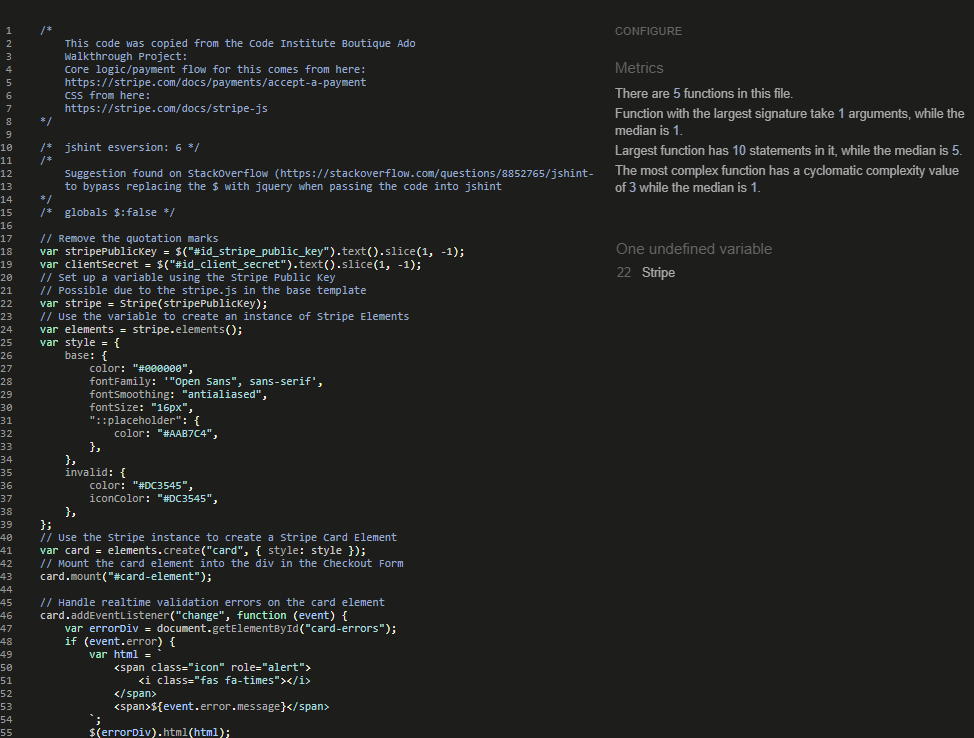 1 /*
2 This code was copied from the Code Institute Boutique Ado
3 Walkthrough Project:
4 Core logic/payment flow for this comes from here:
5 https://stripe.com/docs/payments/accept-a-payment
6 CSS from here:
7 https://stripe.com/docs/stripe-js
8 */
9
10 /*  jshint esversion: 6 */
11 /*
12 Suggestion found on StackOverflow (https://stackoverflow.com/questions/8852765/jshint-
13 to bypass replacing the $ with jquery when passing the code into jshint
14 */
15 /*  globals $:false */
16
17 // Remove the quotation marks
18 var stripePublicKey = $("#id_stripe_public_key").text().slice(1, -1);
19 var clientSecret = $("#id_client_secret").text().slice(1, -1);
20 // Set up a variable using the Stripe Public Key
21 // Possible due to the stripe.js in the base template
22 var stripe = Stripe(stripePublicKey);
23 // Use the variable to create an instance of Stripe Elements
24 var elements = stripe.elements();
25 var style = {
26 base: {
27 color: "#000000",
28 fontFamily: '"Open Sans", sans-serif',
29 fontSmoothing: "antialiased",
30 fontSize: "16px",
31 "::placeholder": {
32 color: "#AAB7C4",
33 },
34 },
35 invalid: {
36 color: "#DC3545",
37 iconColor: "#DC3545",
38 },
39 };
40 // Use the Stripe instance to create a Stripe Card Element
41 var card = elements.create("card", { style: style });
42 // Mount the card element into the div in the Checkout Form
43 card.mount("#card-element");
44
45 // Handle realtime validation errors on the card element
46 card.addEventListener("change", function (event) {
47 var errorDiv = document.getElementById("card-errors");
48 if (event.error) {
49 var html = `
50 <span class="icon" role="alert">
51 <i class="fas fa-times"></i>
52 </span>
53 <span>${event.error.message}</span>
54 `;
55 $(errorDiv).html(html);
CONFIGURE
Metrics
There are 5 functions in this file.
Function with the largest signature take 1 arguments, while the
median is 1.
Largest function has 10 statements in it, while the median is 5.
The most complex function has a cyclomatic complexity value
of 3 while the median is 1.
One undefined variable
22 Stripe